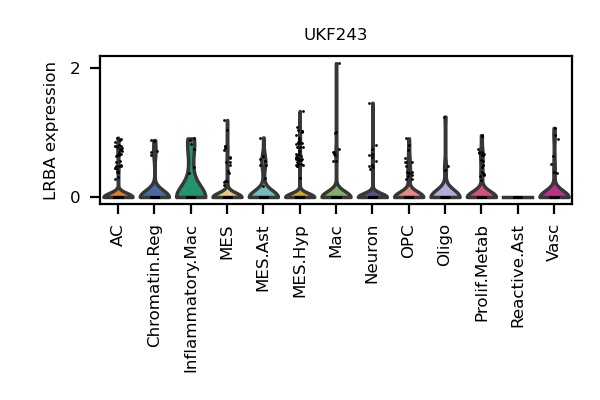 UKF243
LRBA expression
2
0
AC
Chromatin.Reg
Inflammatory.Mac
MES
MES.Ast
MES.Hyp
Mac
Neuron
OPC
Oligo
Prolif.Metab
Reactive.Ast
Vasc